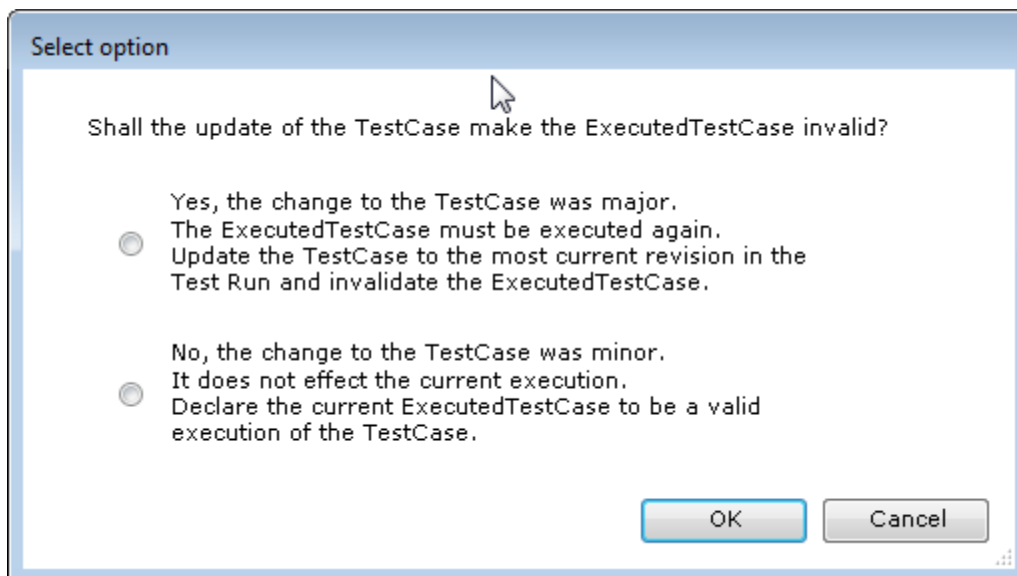 Select option
Shall the update of the TestCase make the ExecutedTestCase invalid?
Yes, the change to the TestCase was major.
The ExecutedTestCase must be executed again.
Update the TestCase to the most current revision in the
Test Run and invalidate the ExecutedTestCase.
No, the change to the TestCase was minor.
It does not effect the current execution.
Declare the current ExecutedTestCase to be a valid
execution of the TestCase.
OK Cancel